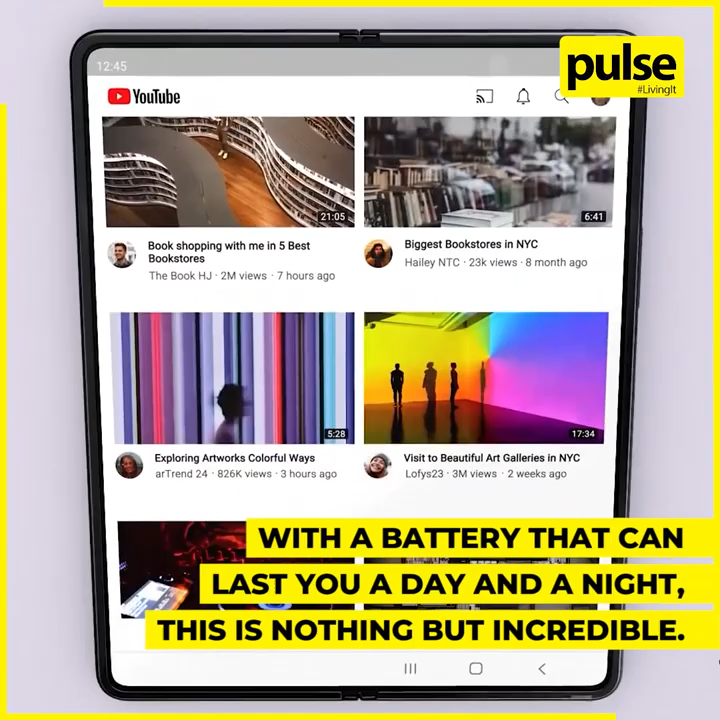 12:45
pulse
#LivingIt
YouTube
21:05
6:41
Book shopping with me in 5 Best
Bookstores
The Book HJ · 2M views · 7 hours ago
Biggest Bookstores in NYC
Hailey NTC · 23k views · 8 month ago
5:28
17:34
Exploring Artworks Colorful Ways
arTrend 24 · 826K views · 3 hours ago
Visit to Beautiful Art Galleries in NYC
Lofys23 · 3M views · 2 weeks ago
WITH A BATTERY THAT CAN
LAST YOU A DAY AND A NIGHT,
THIS IS NOTHING BUT INCREDIBLE.